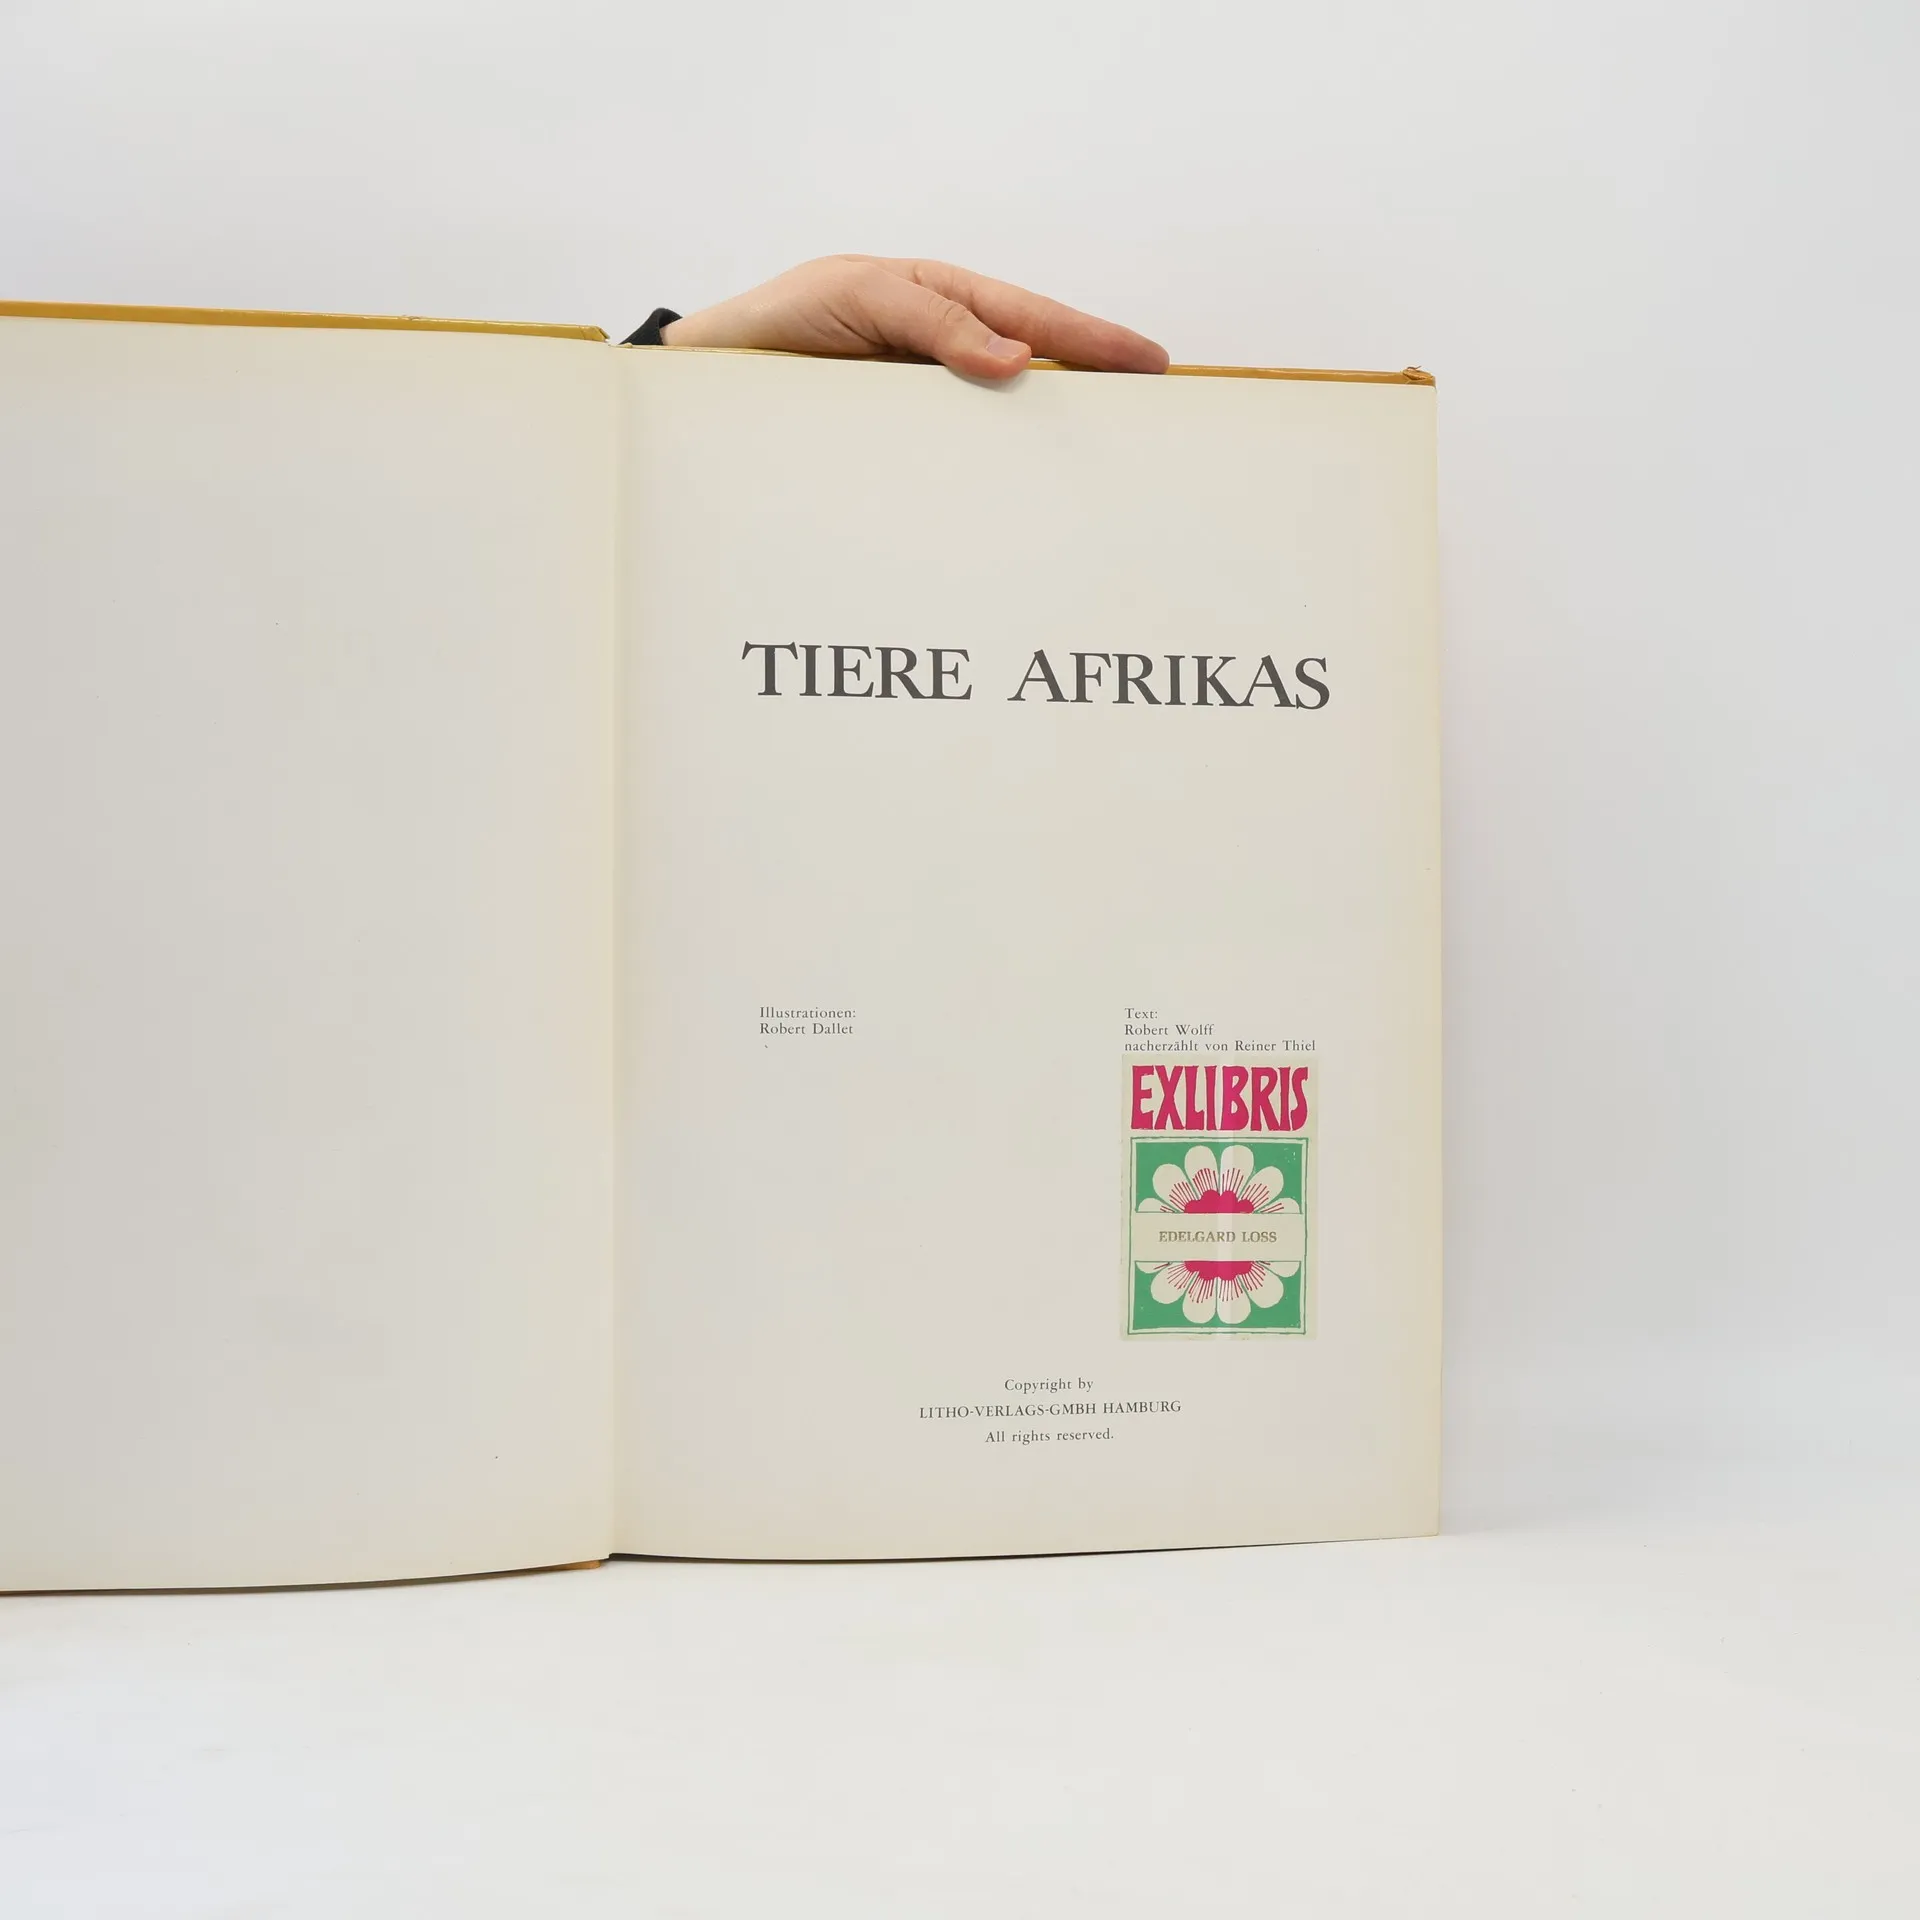 TIERE AFRIKAS
Illustrationen:
Robert Dallet
Text:
Robert Wolff
nacherzählt von Reiner Thiel
EXLIBRIS
EDELGARD LOSS
Copyright by
LITHO-VERLAGS-GMBH HAMBURG
All rights reserved.